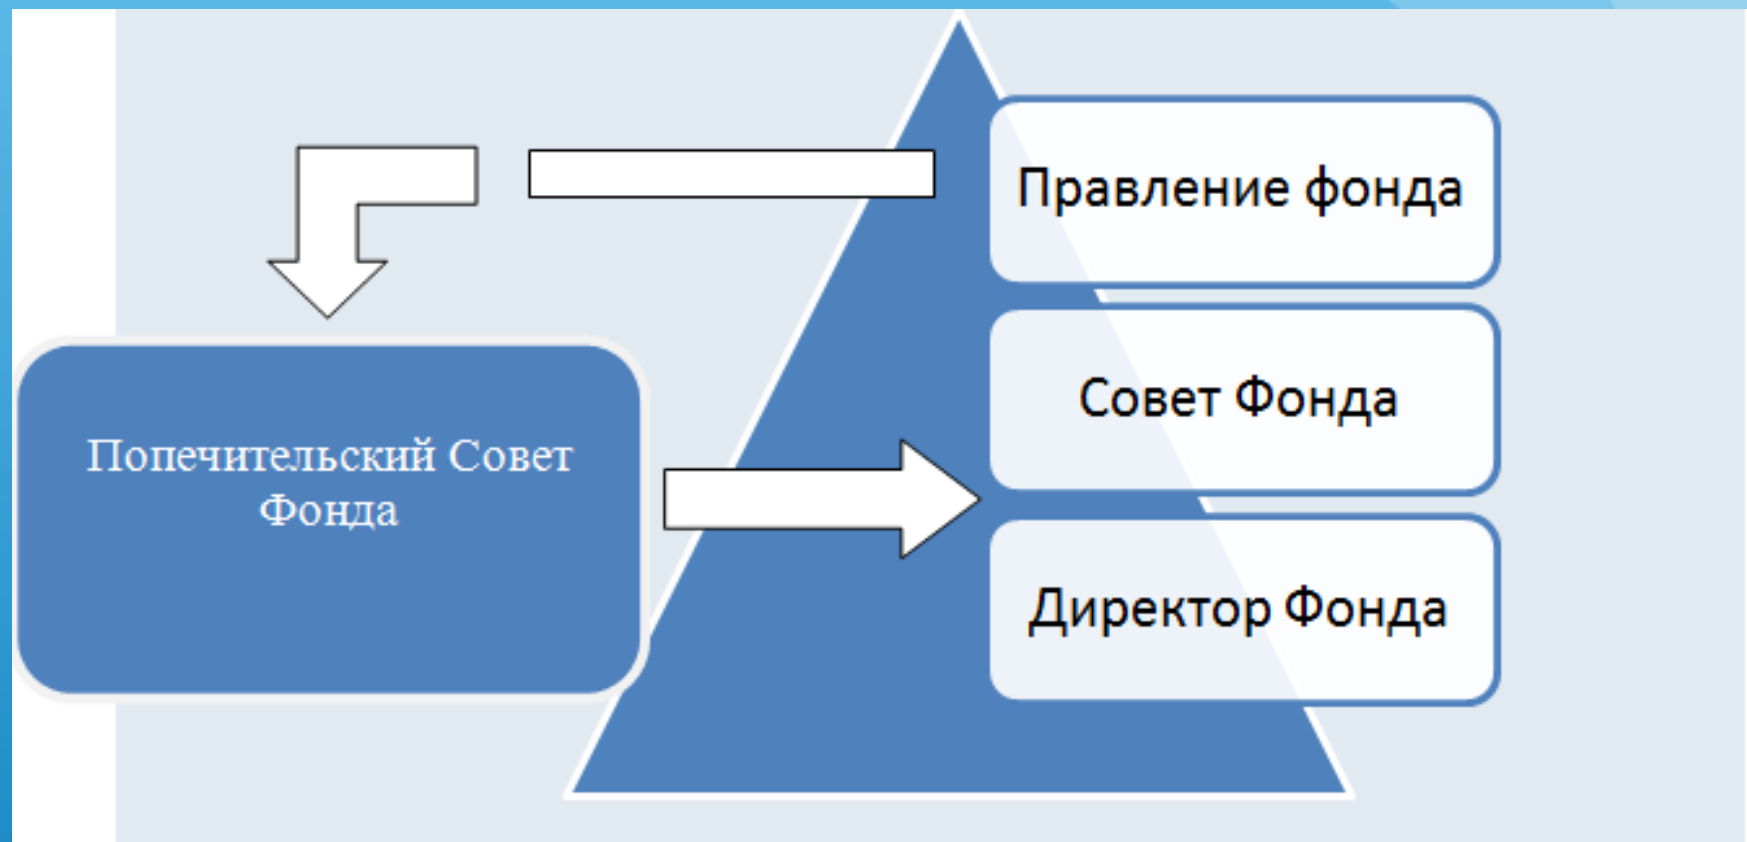 Правление фонда
Совет Фонда
Попечительский Совет
Фонда
Директор Фонда